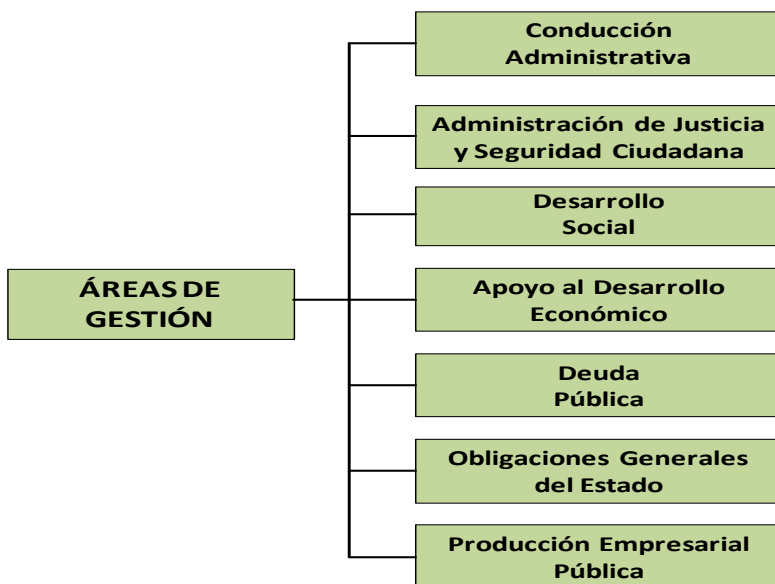 Conducción
Administrativa
Administración de Justicia
y Seguridad Ciudadana
Desarrollo
Social
ÁREAS DE
GESTIÓN
Apoyo al Desarrollo
Económico
Deuda
Pública
Obligaciones Generales
del Estado
Producción Empresarial
Pública